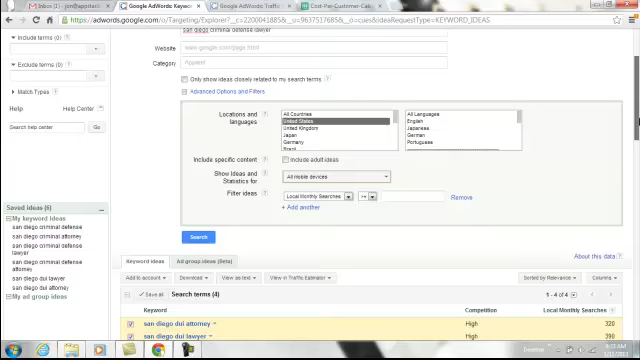 Inbox (4)
Google AdWords: Keyword
Google AdWords: Traffic
Cost-Per-Customer-Calc
https://adwords.google.com/o/Targeting/Explorer?
ideaRequestType=KEYWORD_IDEAS
Include terms (0)
Exclude terms (0)
Match Types
Help
Help Center
Search help center
Go
Saved ideas (6)
My keyword ideas
san diego criminal defense
san diego criminal attorney
san diego criminal defense lawyer
san diego criminal defense attorney
san diego dui lawyer
san diego dui attorney
My ad group ideas
san diego criminal defense lawyer
Website
www.google.com/page.html
Category
Apparel
Only show ideas closely related to my search terms
Advanced Options and Filters
Locations and languages
All Countries
United States
United Kingdom
Japan
Germany
Brazil
All Languages
English
Japanese
German
Portuguese
Include specific content
Include adult ideas
Show Ideas and Statistics for
All mobile devices
Filter ideas
Local Monthly Searches
>=
Remove
+ Add another
Search
About this data
Keyword ideas
Ad group ideas (Beta)
Add to account
Download
View as text
View in Traffic Estimator
Sorted by Relevance
Columns
Save all
Search terms (4)
1 - 4 of 4
Keyword
Competition
Local Monthly Searches
san diego dui attorney
High
320
san diego dui lawyer
High
390
Desktop